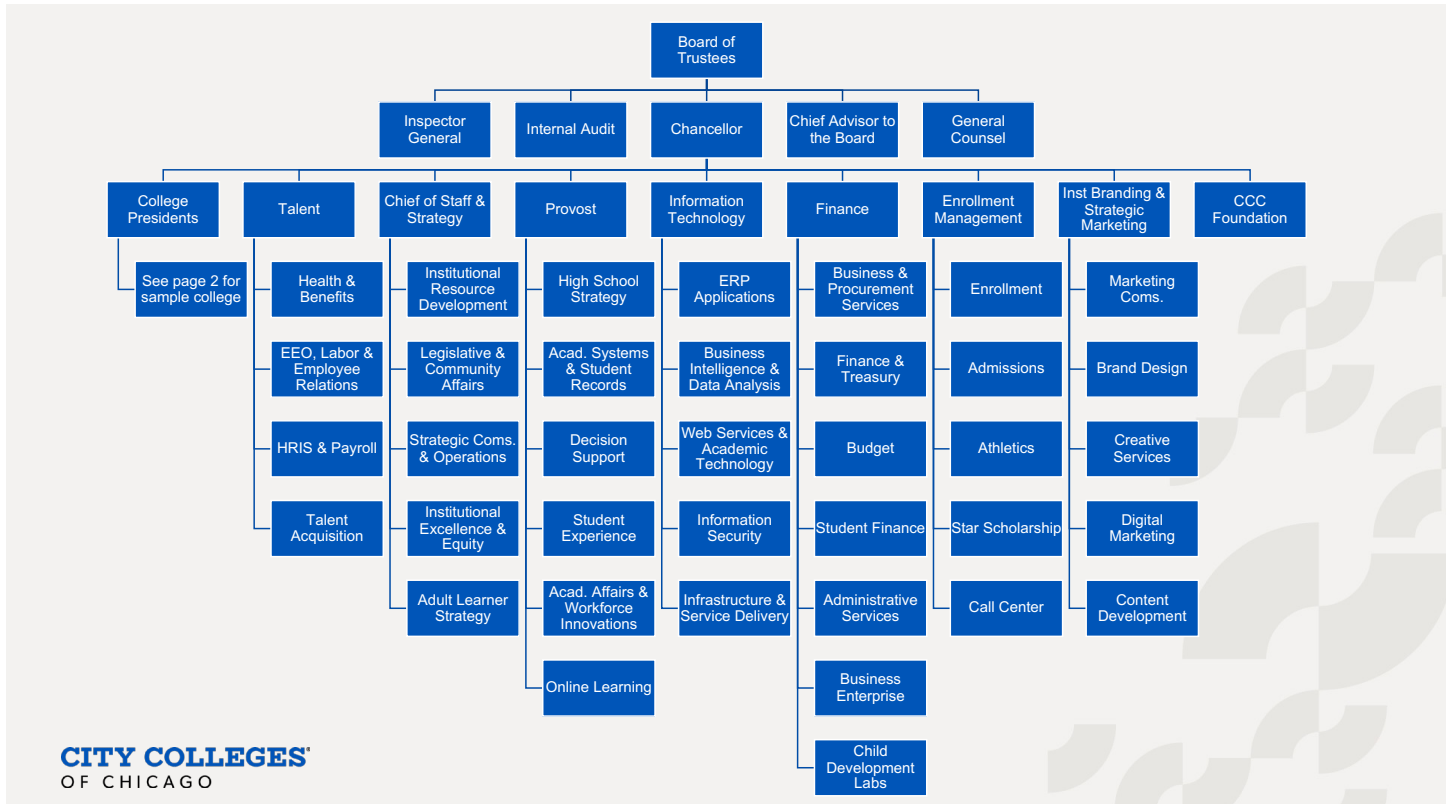 Board of
Trustees
Inspector
General
Internal Audit
Chancellor
Chief Advisor to
the Board
General
Counsel
College
Presidents
Talent
Chief of Staff &
Strategy
Provost
Information
Technology
Finance
Enrollment
Management
Inst Branding &
Strategic
Marketing
CCC
Foundation
See page 2 for
sample college
Health &
Benefits
EEO, Labor &
Employee
Relations
HRIS & Payroll
Talent
Acquisition
Institutional
Resource
Development
Legislative &
Community
Affairs
Strategic Coms.
& Operations
Institutional
Excellence &
Equity
Adult Learner
Strategy
High School
Strategy
Acad. Systems
& Student
Records
Decision
Support
Student
Experience
Acad. Affairs &
Workforce
Innovations
Online Learning
ERP
Applications
Business
Intelligence &
Data Analysis
Web Services &
Academic
Technology
Information
Security
Infrastructure &
Service Delivery
Business &
Procurement
Services
Finance &
Treasury
Budget
Student Finance
Administrative
Services
Business
Enterprise
Child
Development
Labs
Enrollment
Admissions
Athletics
Star Scholarship
Call Center
Marketing
Coms.
Brand Design
Creative
Services
Digital
Marketing
Content
Development
CITY COLLEGES®
OF CHICAGO